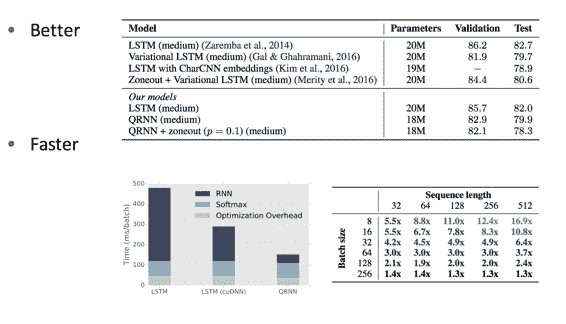 • Better
Model Parameters Validation Test
LSTM (medium) (Zaremba et al., 2014) 20M 86.2 82.7
Variational LSTM (medium) (Gal & Ghahramani, 2016) 20M 81.9 79.7
LSTM with CharCNN embeddings (Kim et al., 2016) 19M – 78.9
Zoneout + Variational LSTM (medium) (Merity et al., 2016) 20M 84.4 80.6
Our models
LSTM (medium) 20M 85.7 82.0
QRNN (medium) 18M 82.9 79.9
QRNN + zoneout (p = 0.1) (medium) 18M 82.1 78.3
• Faster
500
400
300
200
100
0
Time (ms/batch)
RNN
Softmax
Optimization Overhead
LSTM LSTM (cuDNN) QRNN
Sequence length
32 64 128 256 512
Batch size
8 5.5x 8.8x 11.0x 12.4x 16.9x
16 5.5x 6.7x 7.8x 8.3x 10.8x
32 4.2x 4.5x 4.9x 4.9x 6.4x
64 3.0x 3.0x 3.0x 3.0x 3.7x
128 2.1x 1.9x 2.0x 2.0x 2.4x
256 1.4x 1.4x 1.3x 1.3x 1.3x